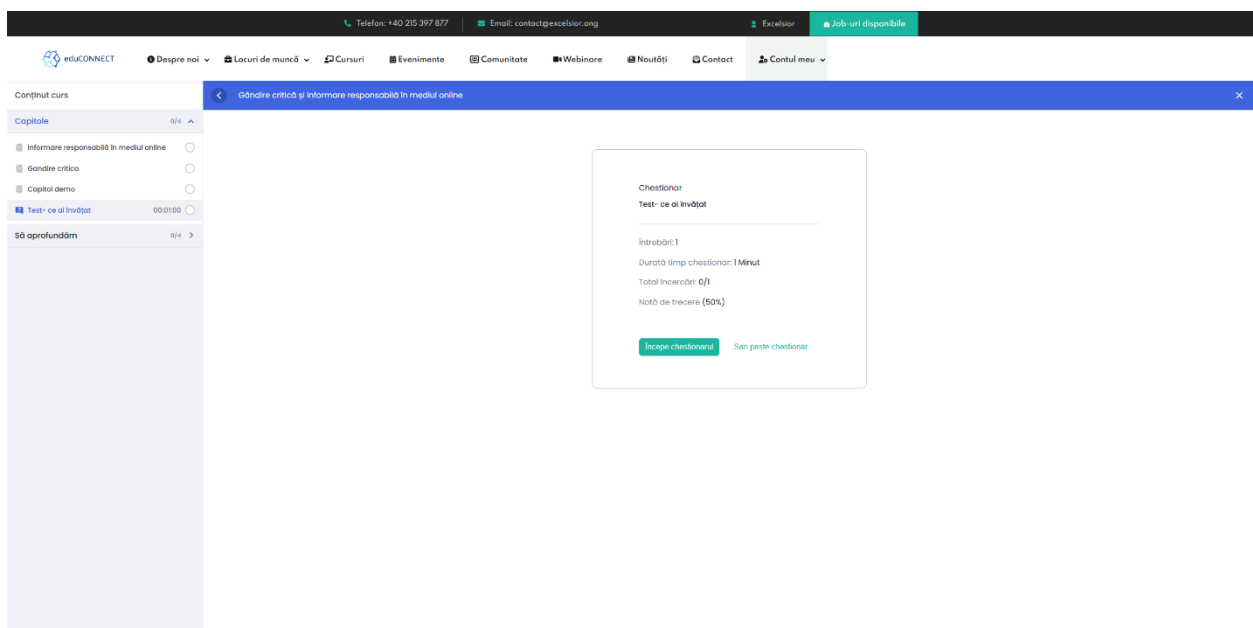 Telefon: +40 215 397 877 Email: contact@excelsior.ong Excelsior Job-uri disponibile
eduCONNECT Despre noi Locuri de muncă Cursuri Evenimente Comunitate Webinare Noutăți Contact Contul meu
Conținut curs
Gândire critică și informare responsabilă în mediul online
Capitole 0/4
Informare responsabilă în mediul online
Gandire critica
Capitol demo
Test- ce ai învățat 00:01:00
Să aprofundăm 0/4
Chestionar
Test- ce ai învățat
Întrebări: 1
Durată timp chestionar: 1 Minut
Total încercări: 0/1
Notă de trecere (50%)
Începe chestionarul Sari peste chestionar